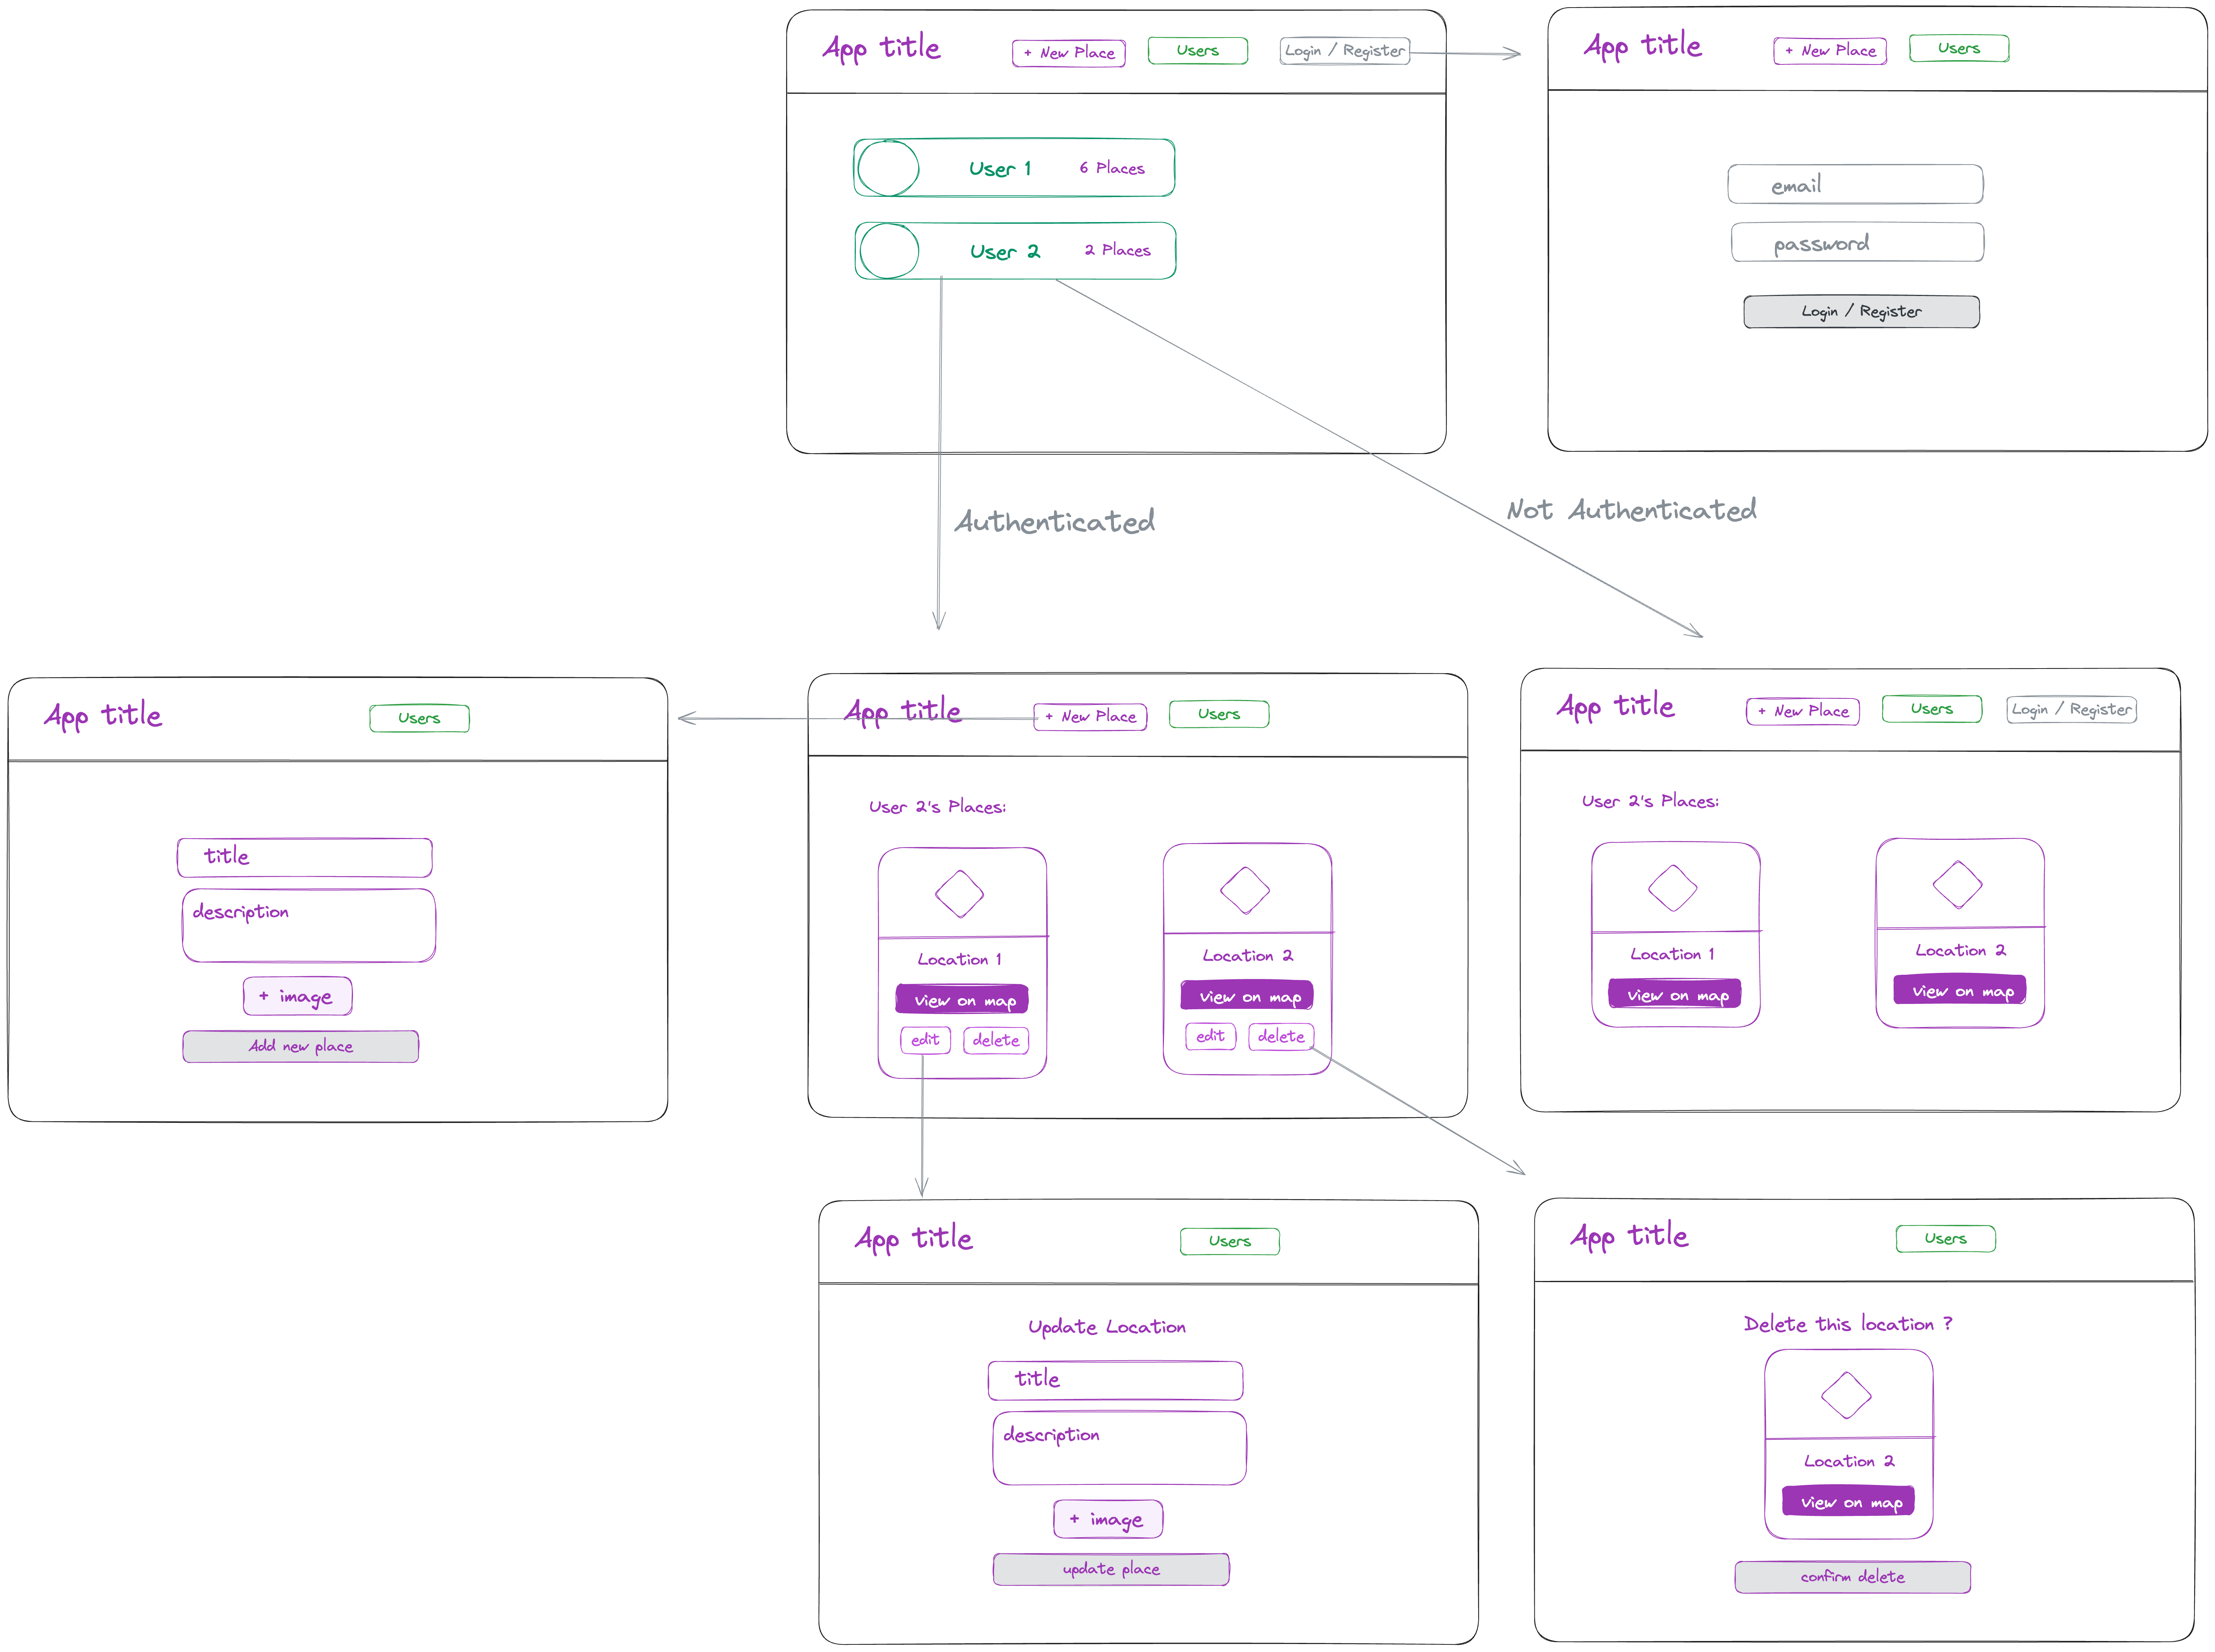 App title
+ New Place
Users
Login / Register
User 1
6 Places
User 2
2 Places
App title
+ New Place
Users
email
password
Login / Register
Authenticated
Not Authenticated
App title
Users
title
description
+ image
Add new place
App title
+ New Place
Users
User 2's Places:
Location 1
view on map
edit
delete
Location 2
view on map
edit
delete
App title
+ New Place
Users
Login / Register
User 2's Places:
Location 1
view on map
Location 2
view on map
App title
Users
Update Location
title
description
+ image
update place
App title
Users
Delete this location ?
Location 2
view on map
confirm delete